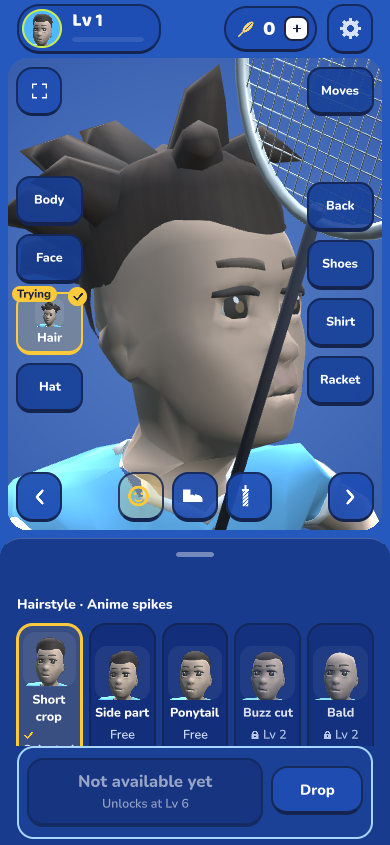 Lv 1
0
+
Moves
Body
Back
Face
Shoes
Trying
Hair
Shirt
Hat
Racket
Hairstyle · Anime spikes
Short crop
Side part
Free
Ponytail
Free
Buzz cut
Lv 2
Bald
Lv 2
Not available yet
Unlocks at Lv 6
Drop